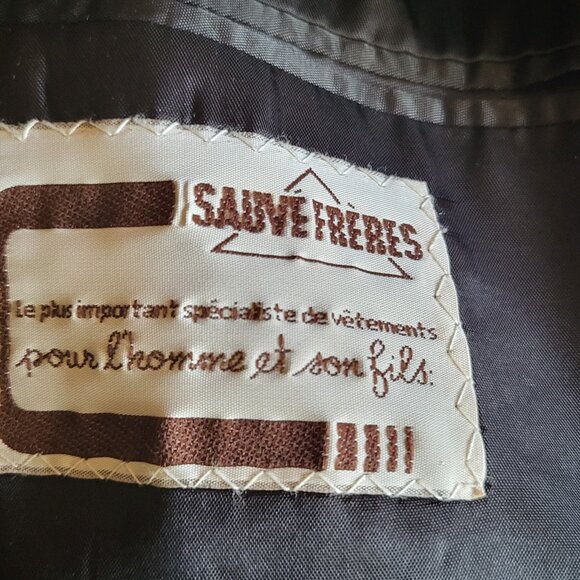 SAUVÉ FRÈRES
Le plus important spécialiste de vêtements
pour l'homme et son fils.